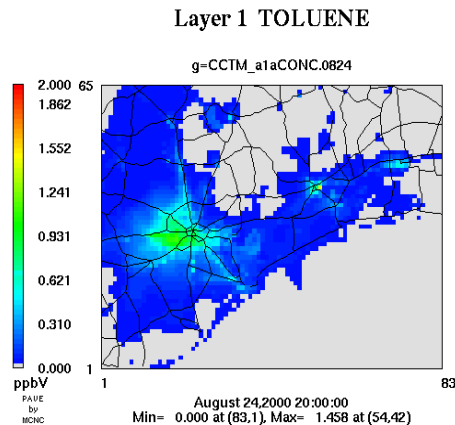 Layer 1 TOLUENE
g=CCTM_a1aCONC.0824
2.000
1.862
1.552
1.241
0.931
0.621
0.310
0.000
ppbV
PAVE
by
MCNC
65
1
1
83
August 24,2000 20:00:00
Min= 0.000 at (83,1), Max= 1.458 at (54,42)